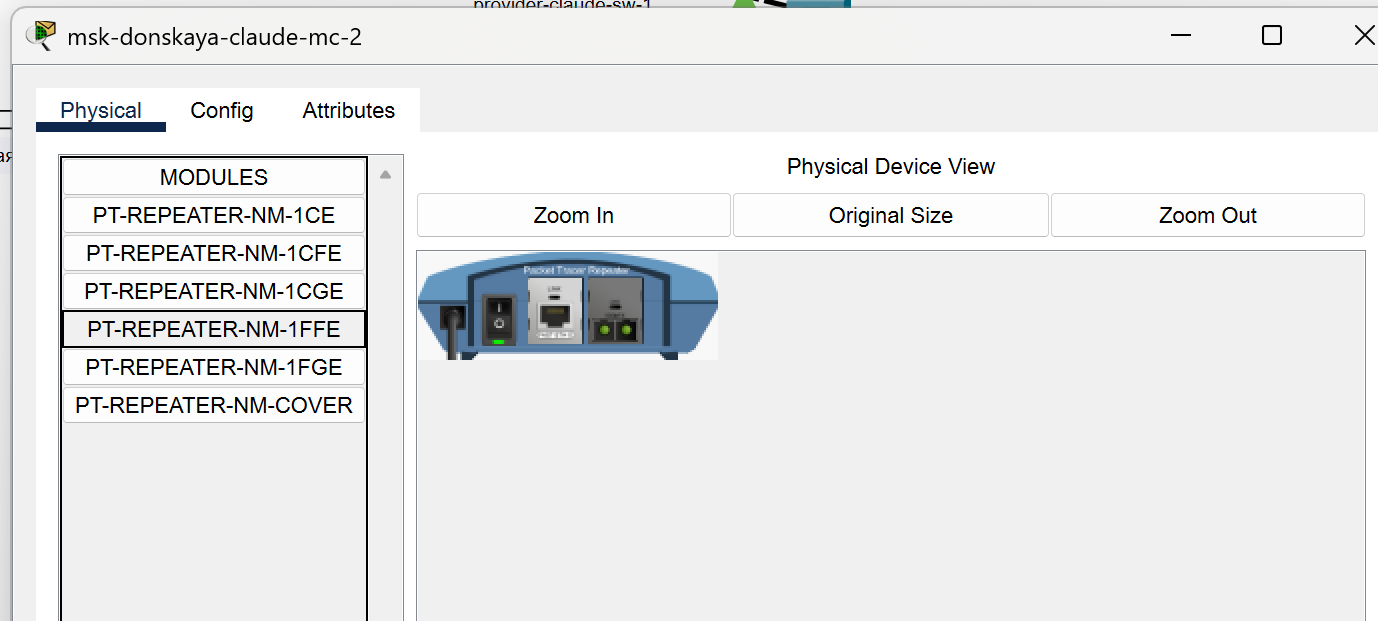 provider-claude-sw-1
msk-donskaya-claude-mc-2
Physical Config Attributes
ая
MODULES
PT-REPEATER-NM-1CE
PT-REPEATER-NM-1CFE
PT-REPEATER-NM-1CGE
PT-REPEATER-NM-1FFE
PT-REPEATER-NM-1FGE
PT-REPEATER-NM-COVER
Physical Device View
Zoom In Original Size Zoom Out
Packet Tracer Repeater